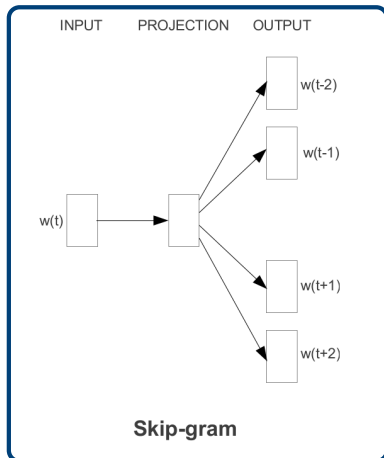 INPUT PROJECTION OUTPUT
w(t-2)
w(t-1)
w(t)
w(t+1)
w(t+2)
Skip-gram